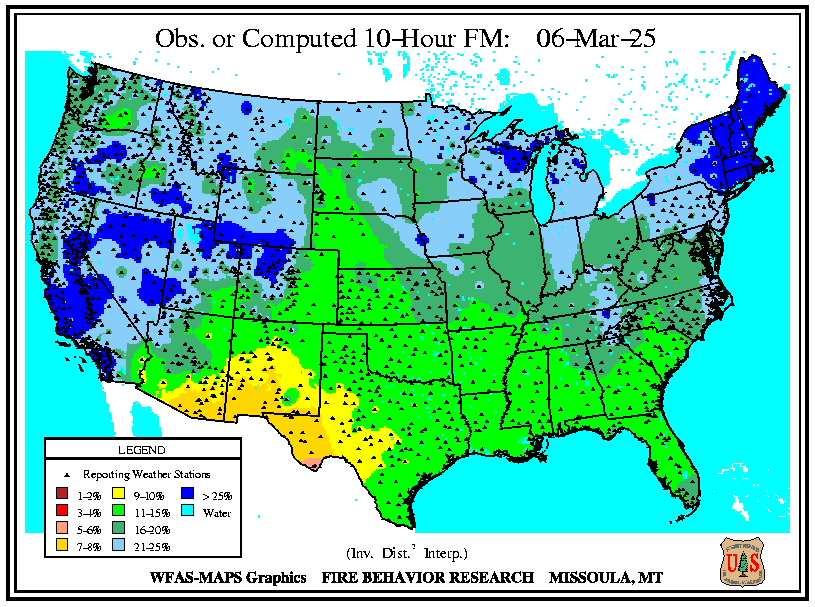 Obs. or Computed 10-Hour FM: 06-Mar-25
LEGEND
Reporting Weather Stations
1-2%
3-4%
5-6%
7-8%
9-10%
11-15%
16-20%
21-25%
> 25%
Water
(Inv. Dist.² Interp.)
WFAS-MAPS Graphics FIRE BEHAVIOR RESEARCH MISSOULA, MT
U S